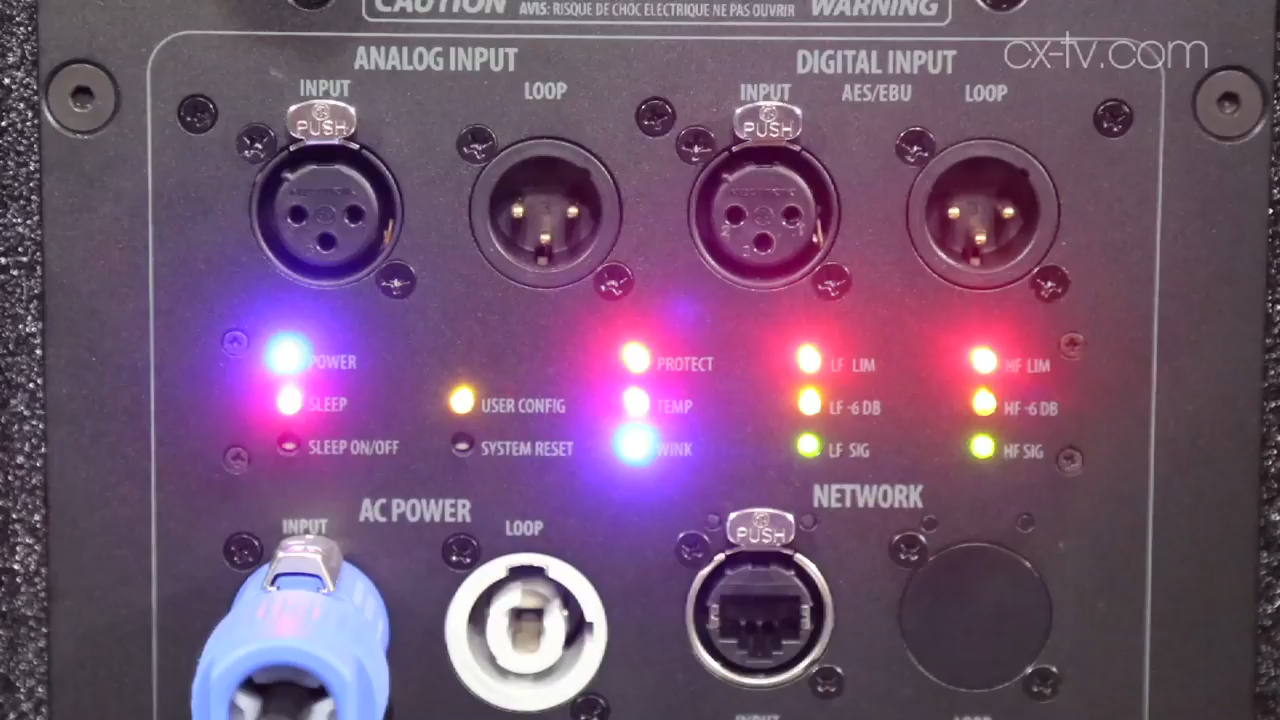 CAUTION AVIS: RISQUE DE CHOC ELECTRIQUE NE PAS OUVRIR WARNING
cx-tv.com
ANALOG INPUT
DIGITAL INPUT
INPUT
LOOP
INPUT
AES/EBU
LOOP
PUSH
PUSH
POWER
PROTECT
LF LIM
HF LIM
SLEEP
USER CONFIG
TEMP
LF -6 DB
HF -6 DB
SLEEP ON/OFF
SYSTEM RESET
WINK
LF SIG
HF SIG
AC POWER
NETWORK
INPUT
LOOP
PUSH
INPUT
LOOP